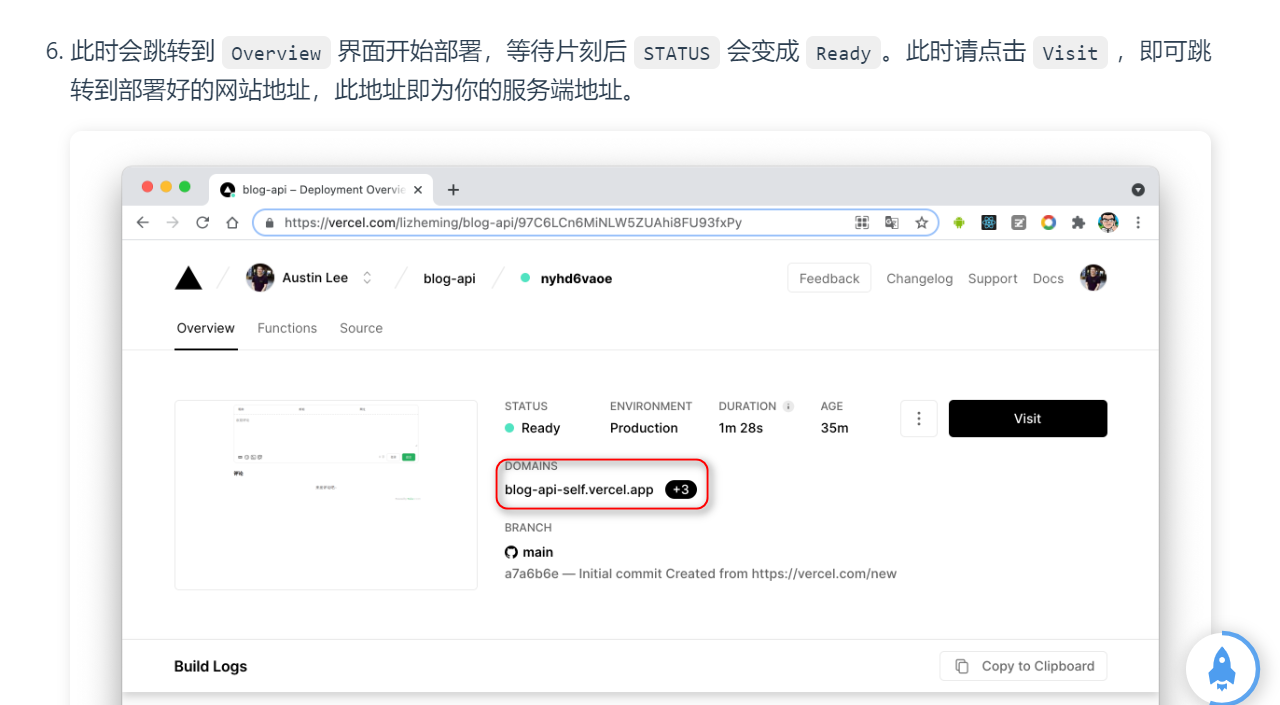 6. 此时会跳转到 Overview 界面开始部署，等待片刻后 STATUS 会变成 Ready 。此时请点击 Visit ，即可跳
转到部署好的网站地址，此地址即为你的服务端地址。
blog-api – Deployment Overvie
https://vercel.com/lizheming/blog-api/97C6LCn6MiNLW5ZUAhi8FU93fxPy
Austin Lee blog-api nyhd6vaoe Feedback Changelog Support Docs
Overview Functions Source
STATUS ENVIRONMENT DURATION AGE
Ready Production 1m 28s 35m Visit
DOMAINS
blog-api-self.vercel.app +3
BRANCH
main
a7a6b6e — Initial commit Created from https://vercel.com/new
Build Logs Copy to Clipboard